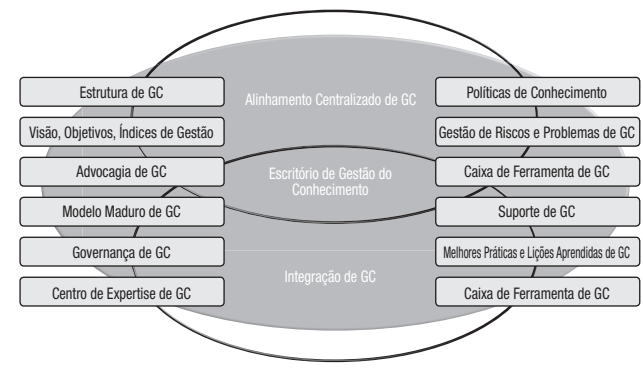 Estrutura de GC
Visão, Objetivos, Índices de Gestão
Advocagia de GC
Modelo Maduro de GC
Governança de GC
Centro de Expertise de GC
Alinhamento Centralizado de GC
Escritório de Gestão do
Conhecimento
Integração de GC
Políticas de Conhecimento
Gestão de Riscos e Problemas de GC
Caixa de Ferramenta de GC
Suporte de GC
Melhores Práticas e Lições Aprendidas de GC
Caixa de Ferramenta de GC